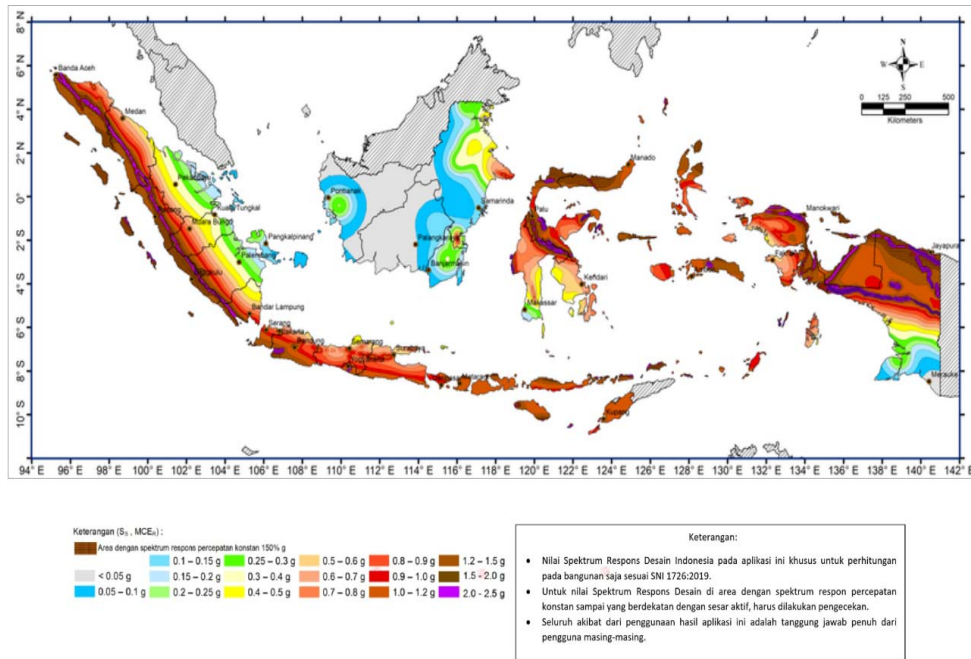 8° N
6° N
4° N
2° N
0°
2° S
4° S
6° S
8° S
10° S
N
W
E
S
0 125 250 500
Kilometers
Banda Aceh
Medan
Pekanbaru
Kuala Tungkal
Padang
Muara Bungo
Pangkalpinang
Palembang
Bengkulu
Bandar Lampung
Serang
Jakarta
Bandung
Semarang
Surabaya
Yogyakarta
Pontianak
Samarinda
Palangkaraya
Banjarmasin
Manado
Palu
Kendari
Makassar
Mataram
Kupang
Manokwari
Jayapura
Merauke
94° E 96° E 98° E 100° E 102° E 104° E 106° E 108° E 110° E 112° E 114° E 116° E 118° E 120° E 122° E 124° E 126° E 128° E 130° E 132° E 134° E 136° E 138° E 140° E 142° E
Keterangan (Ss , MCER) :
Area dengan spektrum respons percepatan konstan 150% g
0.1 – 0.15 g 0.25 – 0.3 g 0.5 – 0.6 g 0.8 – 0.9 g 1.2 – 1.5 g
< 0.05 g 0.15 – 0.2 g 0.3 – 0.4 g 0.6 – 0.7 g 0.9 – 1.0 g 1.5 – 2.0 g
0.05 – 0.1 g 0.2 – 0.25 g 0.4 – 0.5 g 0.7 – 0.8 g 1.0 – 1.2 g 2.0 - 2.5 g
Keterangan:
• Nilai Spektrum Respons Desain Indonesia pada aplikasi ini khusus untuk perhitungan
pada bangunan saja sesuai SNI 1726:2019.
• Untuk nilai Spektrum Respons Desain di area dengan spektrum respon percepatan
konstan sampai yang berdekatan dengan sesar aktif, harus dilakukan pengecekan.
• Seluruh akibat dari penggunaan hasil aplikasi ini adalah tanggung jawab penuh dari
pengguna masing-masing.